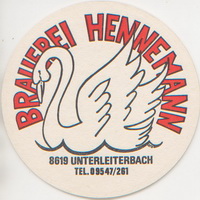 BRAUEREI HENNEMANN
8619 UNTERLEITERBACH
TEL. 09547/261